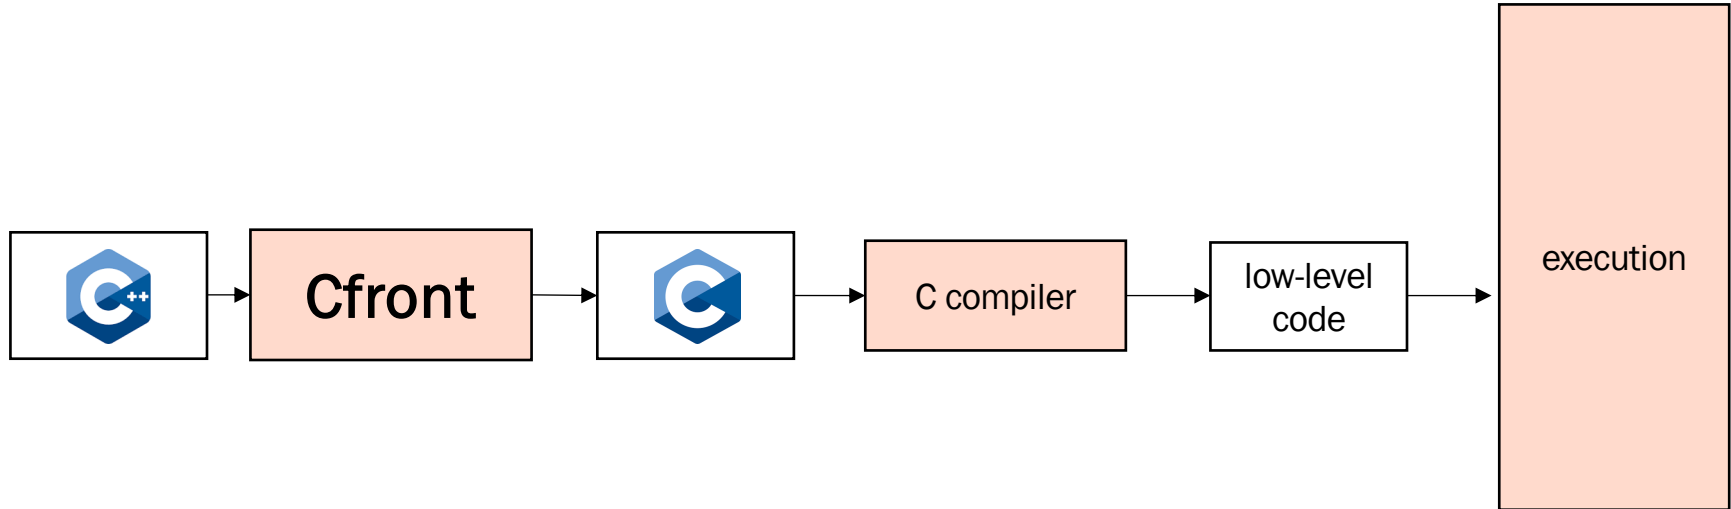 C++
Cfront
C
C compiler
low-level
code
execution